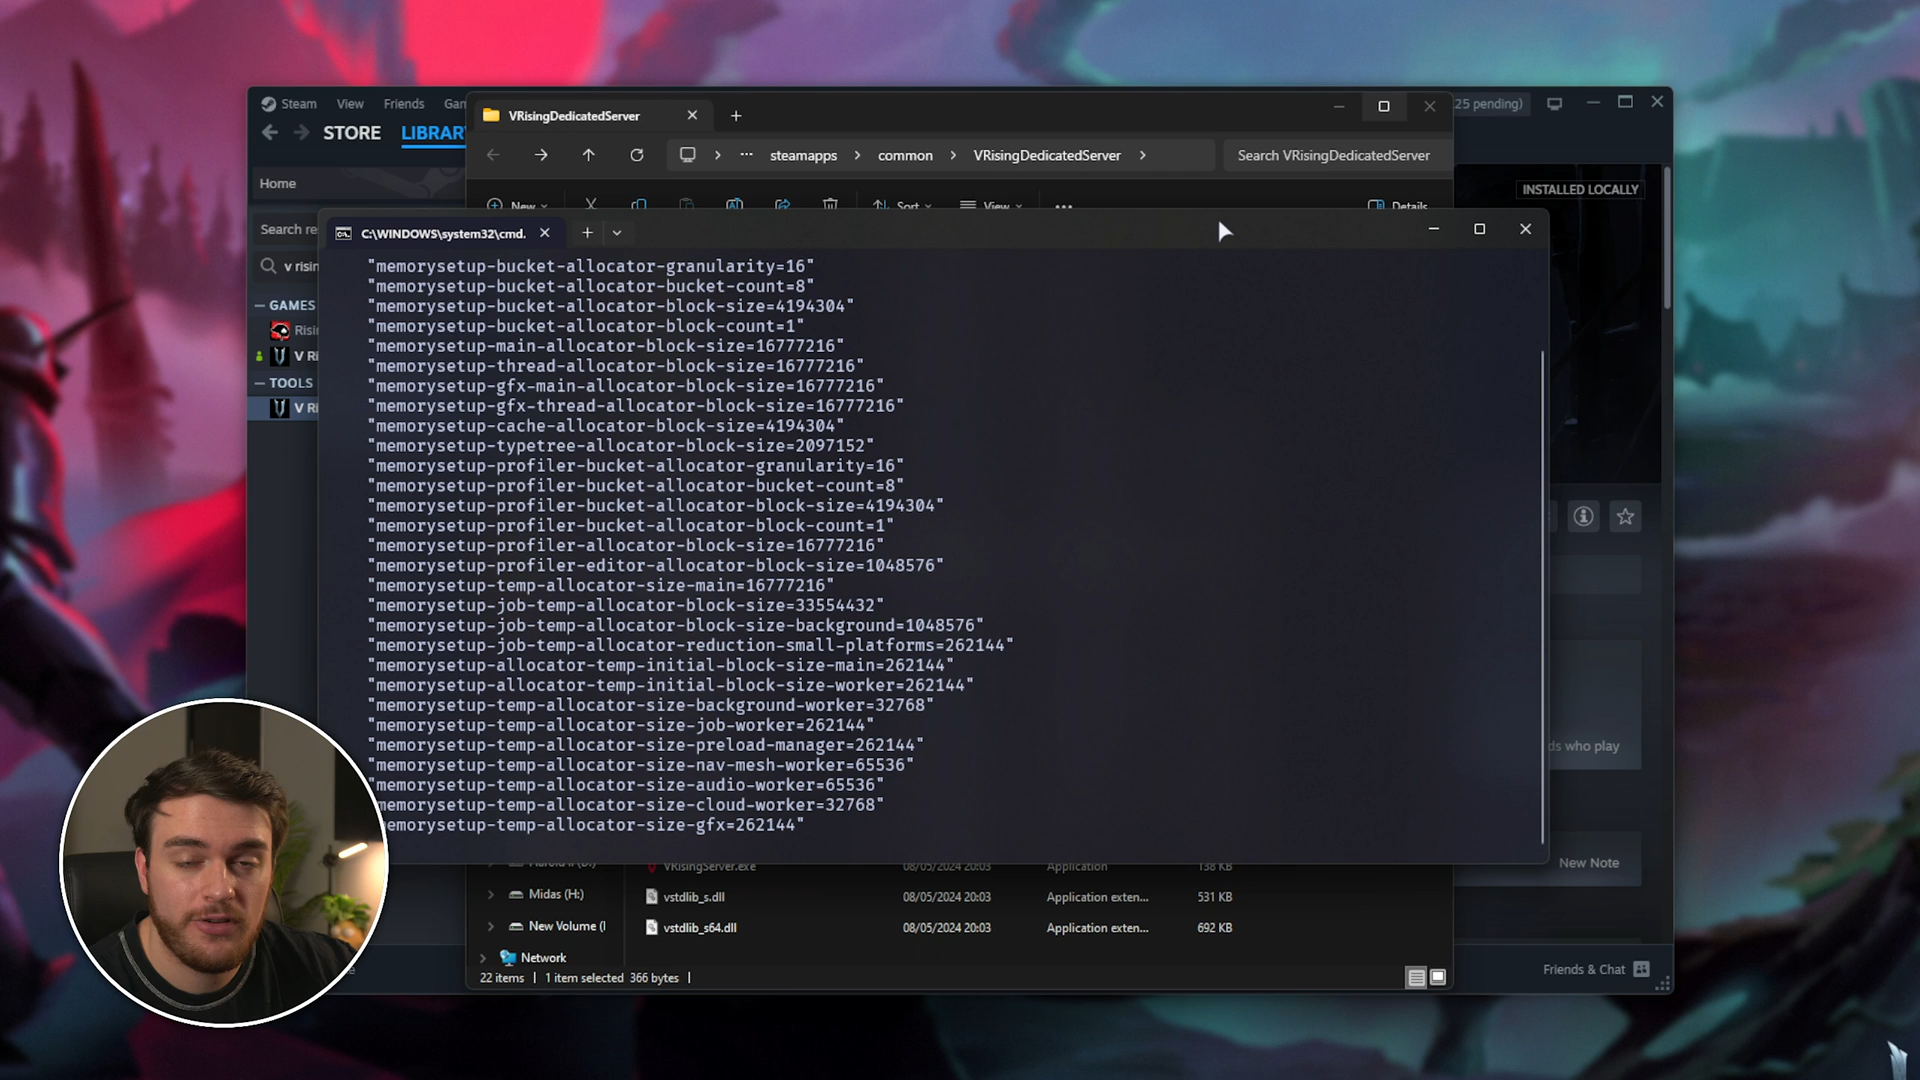 Steam View Friends
25 pending)
STORE LIBRARY
Home
INSTALLED LOCALLY
GAMES
TOOLS
VRisingDedicatedServer
steamapps > common > VRisingDedicatedServer >
Search VRisingDedicatedServer
New Sort View ••• Details
C:\WINDOWS\system32\cmd.
"memorysetup-bucket-allocator-granularity=16"
"memorysetup-bucket-allocator-bucket-count=8"
"memorysetup-bucket-allocator-block-size=4194304"
"memorysetup-bucket-allocator-block-count=1"
"memorysetup-main-allocator-block-size=16777216"
"memorysetup-thread-allocator-block-size=16777216"
"memorysetup-gfx-main-allocator-block-size=16777216"
"memorysetup-gfx-thread-allocator-block-size=16777216"
"memorysetup-cache-allocator-block-size=4194304"
"memorysetup-typetree-allocator-block-size=2097152"
"memorysetup-profiler-bucket-allocator-granularity=16"
"memorysetup-profiler-bucket-allocator-bucket-count=8"
"memorysetup-profiler-bucket-allocator-block-size=4194304"
"memorysetup-profiler-bucket-allocator-block-count=1"
"memorysetup-profiler-allocator-block-size=16777216"
"memorysetup-profiler-editor-allocator-block-size=1048576"
"memorysetup-temp-allocator-size-main=16777216"
"memorysetup-job-temp-allocator-block-size=33554432"
"memorysetup-job-temp-allocator-block-size-background=1048576"
"memorysetup-job-temp-allocator-reduction-small-platforms=262144"
"memorysetup-allocator-temp-initial-block-size-main=262144"
"memorysetup-allocator-temp-initial-block-size-worker=262144"
"memorysetup-temp-allocator-size-background-worker=32768"
"memorysetup-temp-allocator-size-job-worker=262144"
"memorysetup-temp-allocator-size-preload-manager=262144"
"memorysetup-temp-allocator-size-nav-mesh-worker=65536"
"memorysetup-temp-allocator-size-audio-worker=65536"
memorysetup-temp-allocator-size-cloud-worker=32768"
emorysetup-temp-allocator-size-gfx=262144"
VRisingServer.exe 08/05/2024 20:03 Application 138 KB
Midas (H:) vstdlib_s.dll 08/05/2024 20:03 Application exten... 531 KB
New Volume (I vstdlib_s64.dll 08/05/2024 20:03 Application exten... 692 KB
Network
22 items | 1 item selected 366 bytes |
who play
New Note
Friends & Chat